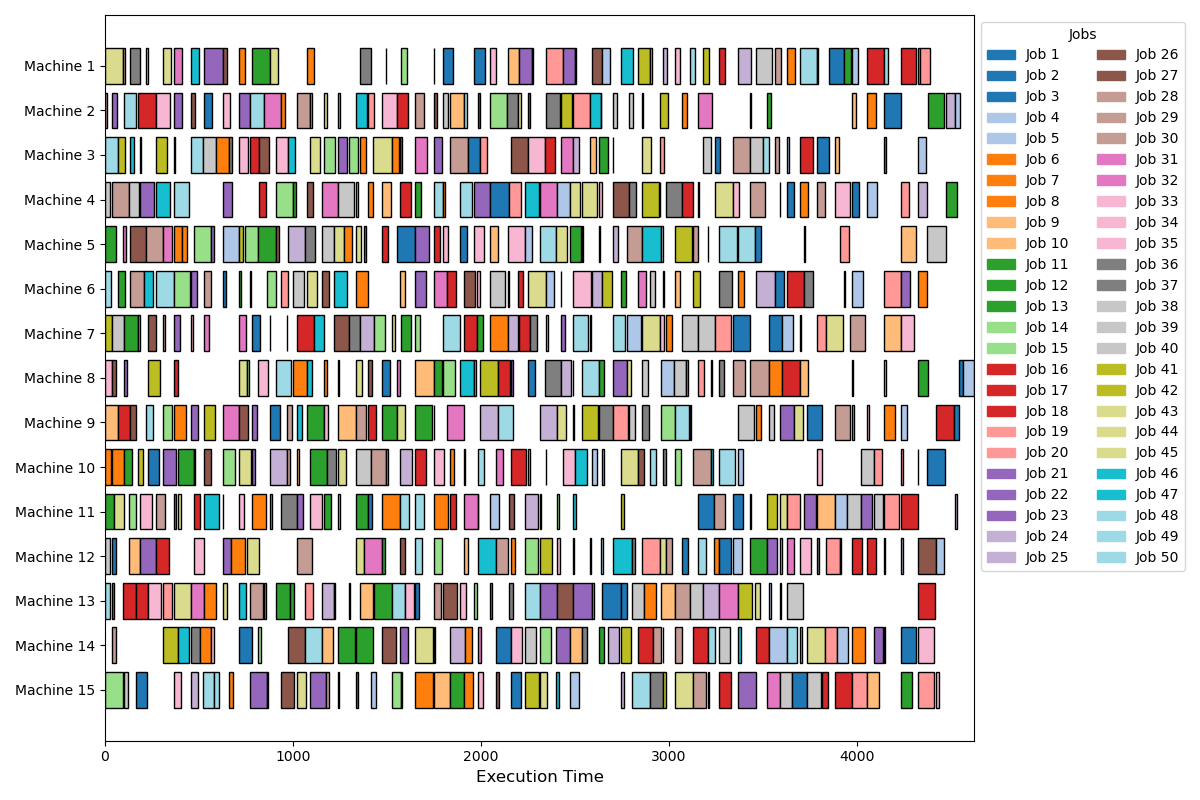 Machine 1
Machine 2
Machine 3
Machine 4
Machine 5
Machine 6
Machine 7
Machine 8
Machine 9
Machine 10
Machine 11
Machine 12
Machine 13
Machine 14
Machine 15
0 1000 2000 3000 4000
Execution Time
Jobs
Job 1
Job 2
Job 3
Job 4
Job 5
Job 6
Job 7
Job 8
Job 9
Job 10
Job 11
Job 12
Job 13
Job 14
Job 15
Job 16
Job 17
Job 18
Job 19
Job 20
Job 21
Job 22
Job 23
Job 24
Job 25
Job 26
Job 27
Job 28
Job 29
Job 30
Job 31
Job 32
Job 33
Job 34
Job 35
Job 36
Job 37
Job 38
Job 39
Job 40
Job 41
Job 42
Job 43
Job 44
Job 45
Job 46
Job 47
Job 48
Job 49
Job 50